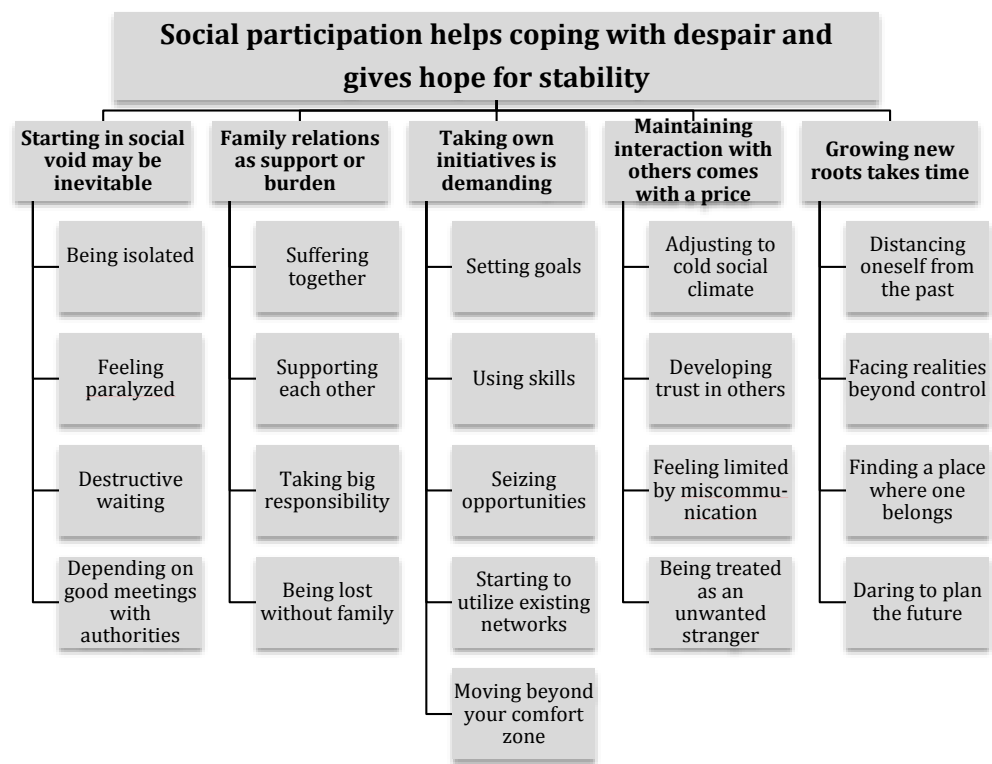 Social participation helps coping with despair and
gives hope for stability
Starting in social
void may be
inevitable
Being isolated
Feeling
paralyzed
Destructive
waiting
Depending on
good meetings
with
authorities
Family relations
as support or
burden
Suffering
together
Supporting
each other
Taking big
responsibility
Being lost
without family
Taking own
initiatives is
demanding
Setting goals
Using skills
Seizing
opportunities
Starting to
utilize existing
networks
Moving beyond
your comfort
zone
Maintaining
interaction with
others comes
with a price
Adjusting to
cold social
climate
Developing
trust in others
Feeling limited
by miscommu-
nication
Being treated
as an
unwanted
stranger
Growing new
roots takes time
Distancing
oneself from
the past
Facing realities
beyond control
Finding a place
where one
belongs
Daring to plan
the future